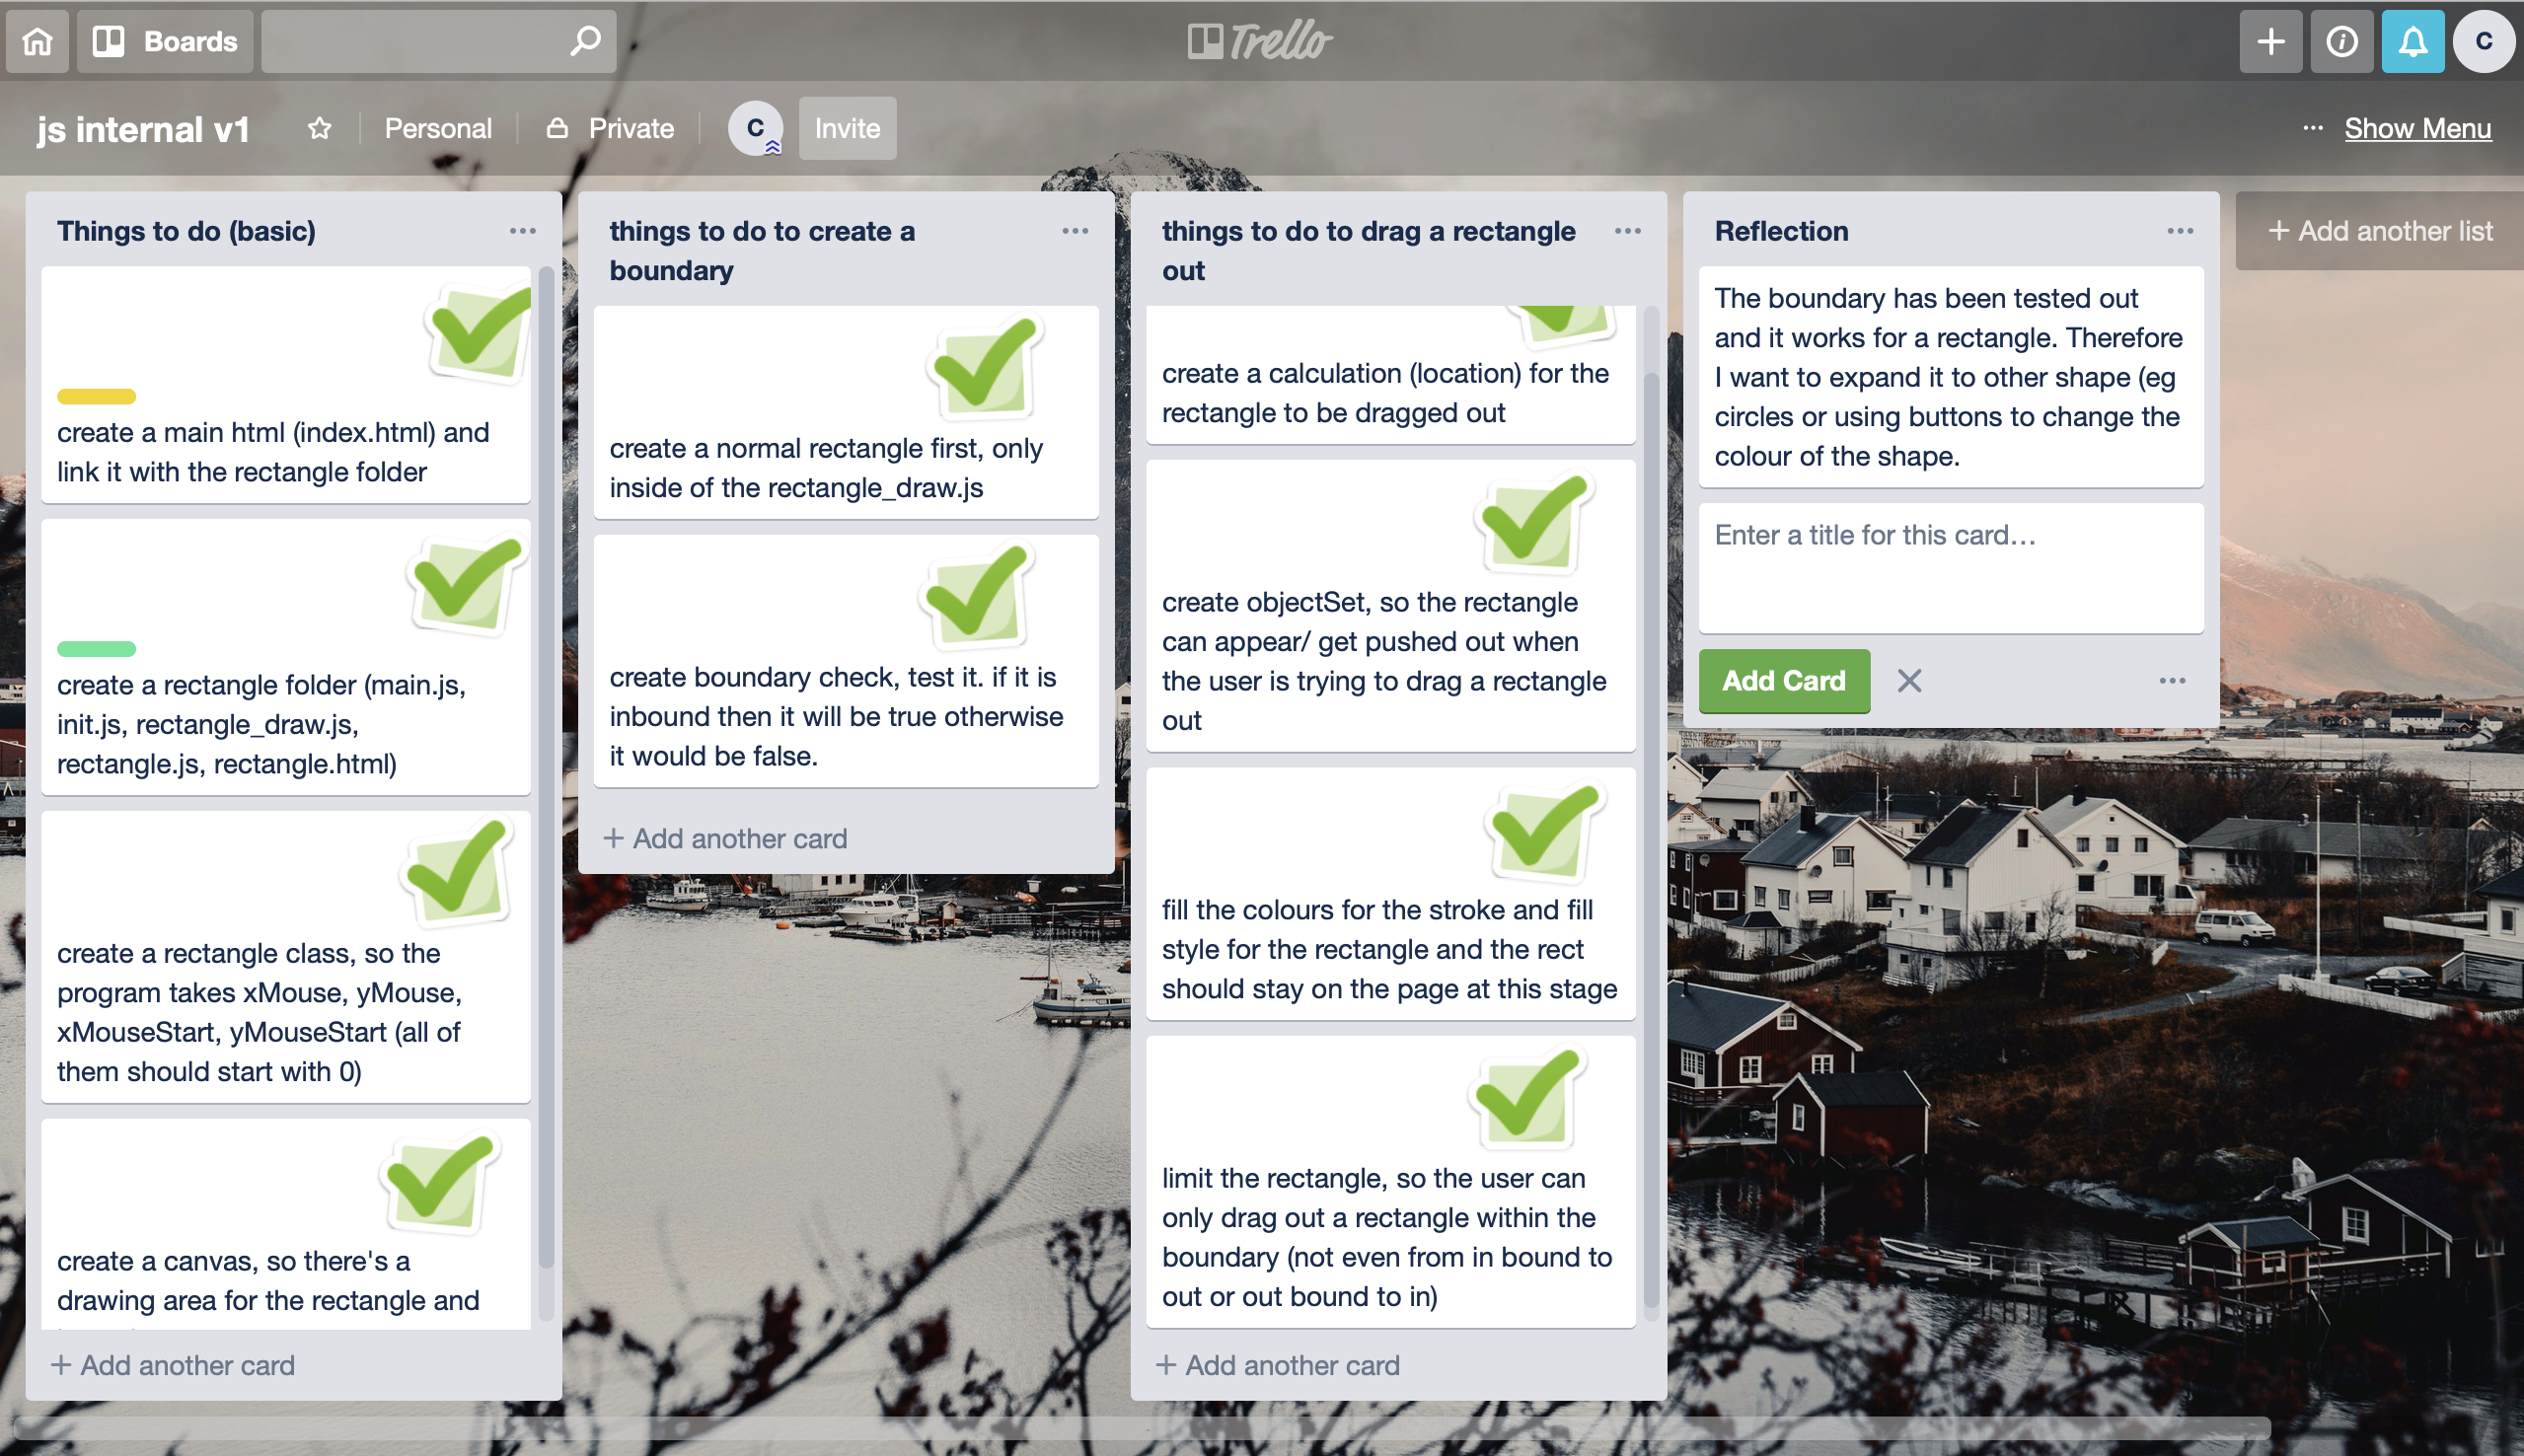 Boards
Trello
C
js internal v1
Personal
Private
C
Invite
... Show Menu
Things to do (basic)
create a main html (index.html) and
link it with the rectangle folder
create a rectangle folder (main.js,
init.js, rectangle_draw.js,
rectangle.js, rectangle.html)
create a rectangle class, so the
program takes xMouse, yMouse,
xMouseStart, yMouseStart (all of
them should start with 0)
create a canvas, so there's a
drawing area for the rectangle and
+ Add another card
things to do to create a
boundary
create a normal rectangle first, only
inside of the rectangle_draw.js
create boundary check, test it. if it is
inbound then it will be true otherwise
it would be false.
+ Add another card
things to do to drag a rectangle
out
create a calculation (location) for the
rectangle to be dragged out
create objectSet, so the rectangle
can appear/ get pushed out when
the user is trying to drag a rectangle
out
fill the colours for the stroke and fill
style for the rectangle and the rect
should stay on the page at this stage
limit the rectangle, so the user can
only drag out a rectangle within the
boundary (not even from in bound to
out or out bound to in)
+ Add another card
Reflection
The boundary has been tested out
and it works for a rectangle. Therefore
I want to expand it to other shape (eg
circles or using buttons to change the
colour of the shape.
Enter a title for this card…
Add Card
+ Add another list